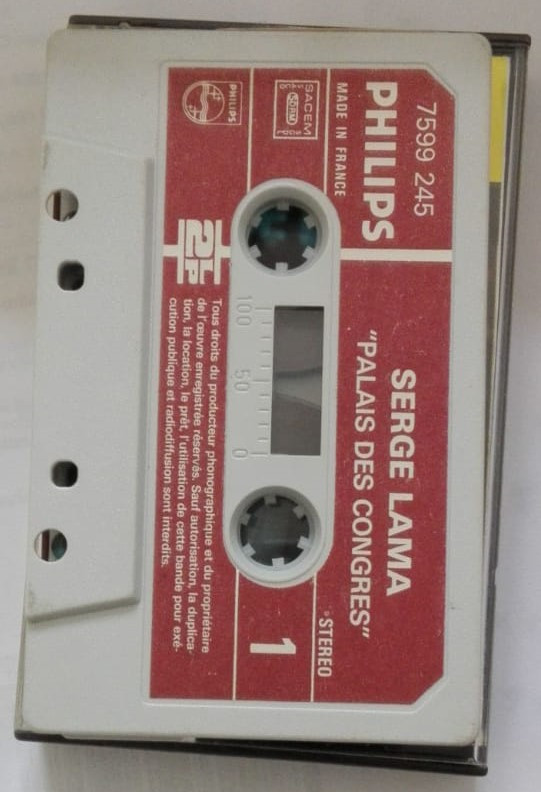 7599 245
PHILIPS
MADE IN FRANCE
SACEM
SDRM
PHILIPS
SERGE LAMA
"PALAIS DES CONGRES"
STEREO
1
100 50 0
2LP
Tous droits du producteur phonographique et du propriétaire
de l'œuvre enregistrée réservés. Sauf autorisation, la duplica-
tion, la location, le prêt, l'utilisation de cette bande pour exé-
cution publique et radiodiffusion sont interdits.